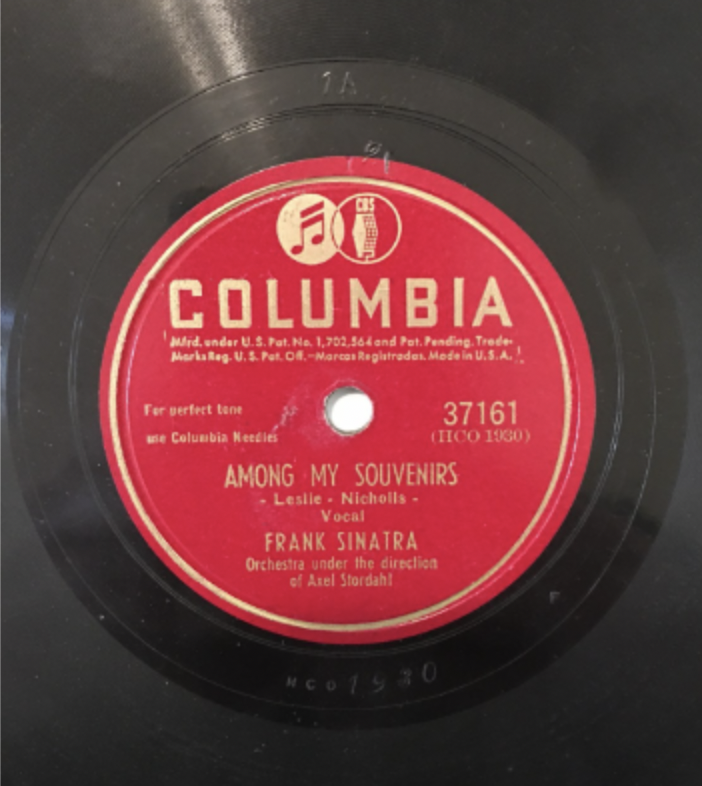 1A
CBS
COLUMBIA
Mfrd. under U.S. Pat. No. 1,702,564 and Pat. Pending. Trade-
Marks Reg. U.S. Pat. Off.—Marcas Registradas. Made in U.S.A.
For perfect tone
use Columbia Needles
37161
(HCO 1930)
AMONG MY SOUVENIRS
- Leslie - Nicholls -
Vocal
FRANK SINATRA
Orchestra under the direction
of Axel Stordahl
HCO1930